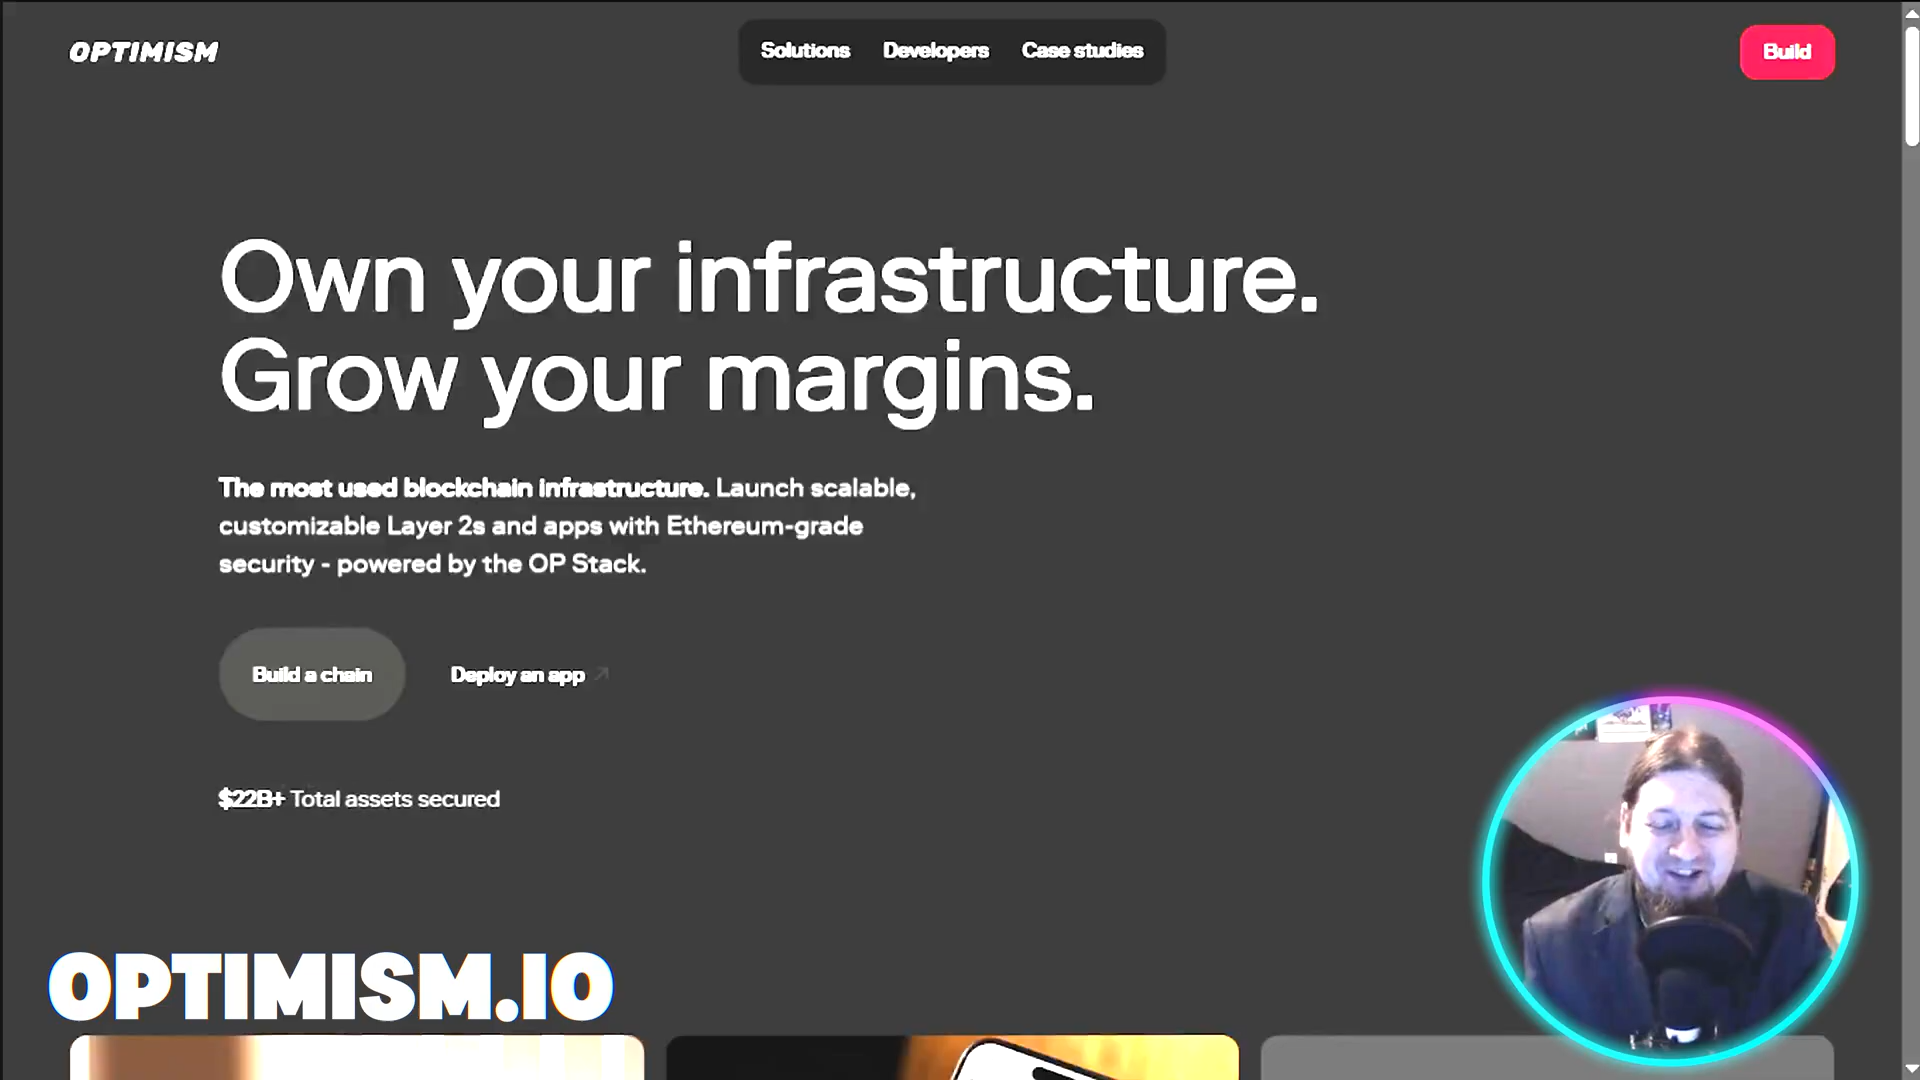 OPTIMISM
Solutions Developers Case studies
Build
Own your infrastructure.
Grow your margins.
The most used blockchain infrastructure. Launch scalable,
customizable Layer 2s and apps with Ethereum-grade
security - powered by the OP Stack.
Build a chain Deploy an app
$22B+ Total assets secured
OPTIMISM.IO